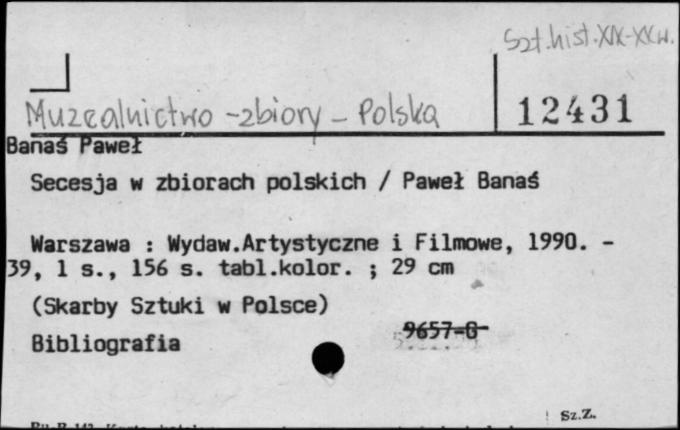 Szt.hist.XIX-XX w.
Muzealnictwo - zbiory - Polska
12431
Banaś Paweł
Secesja w zbiorach polskich / Paweł Banaś
Warszawa : Wydaw.Artystyczne i Filmowe, 1990. -
39, 1 s., 156 s. tabl.kolor. ; 29 cm
(Skarby Sztuki w Polsce)
9657-G
Bibliografia
Sz.Z.